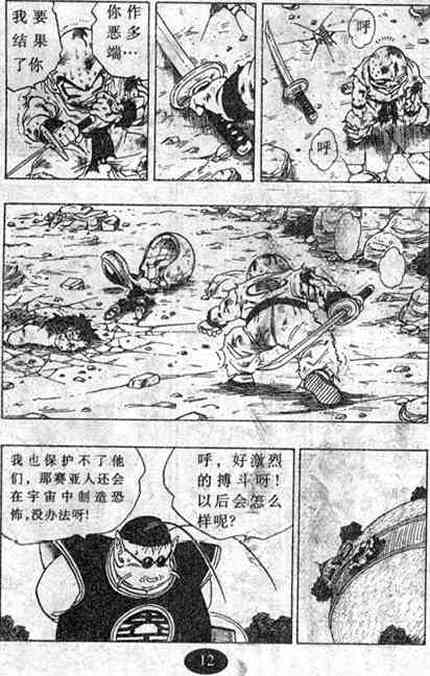 呼
呼
你作
恶多
端…
我要
结果
了你
呼，好激烈
的搏斗呀！
以后会怎么
样呢？
我也保护不了他
们，那赛亚人还会
在宇宙中制造恐
怖，没办法呀！
12